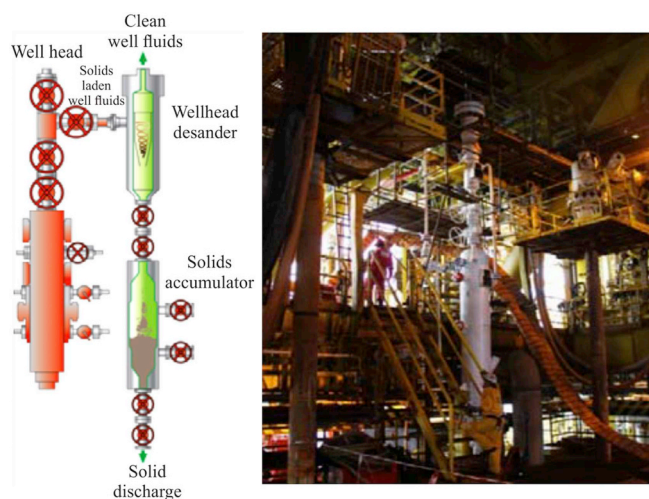 Clean
well fluids
Well head
Solids
laden
well fluids
Wellhead
desander
Solids
accumulator
Solid
discharge